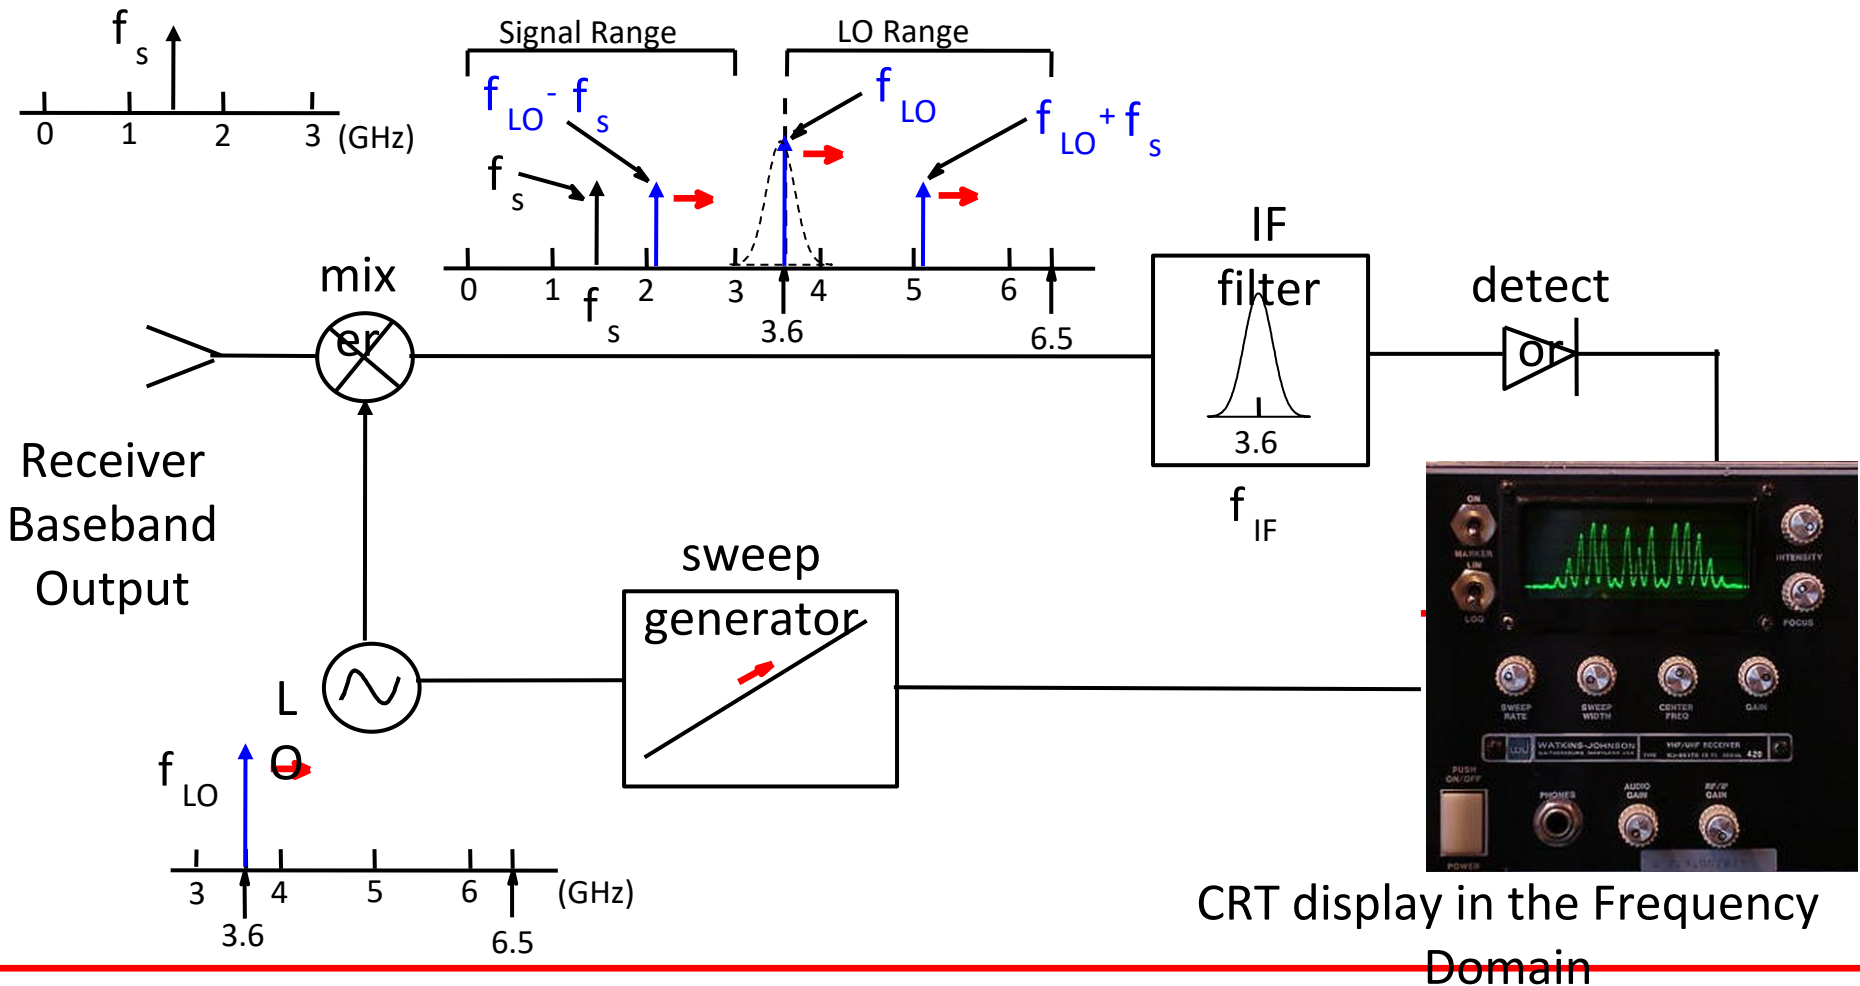 f s
0 1 2 3 (GHz)
Signal Range
LO Range
f LO - f s
f LO
f LO + f s
f s
0 1 2 3 4 5 6
f s
3.6
6.5
mix
er
IF
filter
3.6
f IF
detect
or
Receiver
Baseband
Output
sweep
generator
L
O
f LO
3 4 5 6 (GHz)
3.6
6.5
ON
MARKER
LIN
LOG
INTENSITY
FOCUS
SWEEP
RATE
SWEEP
WIDTH
CENTER
FREQ
GAIN
WJ
WATKINS-JOHNSON
VHF/UHF RECEIVER
TYPE
420
PUSH
ON/OFF
POWER
PHONES
AUDIO
GAIN
RF/IF
GAIN
CRT display in the Frequency
Domain